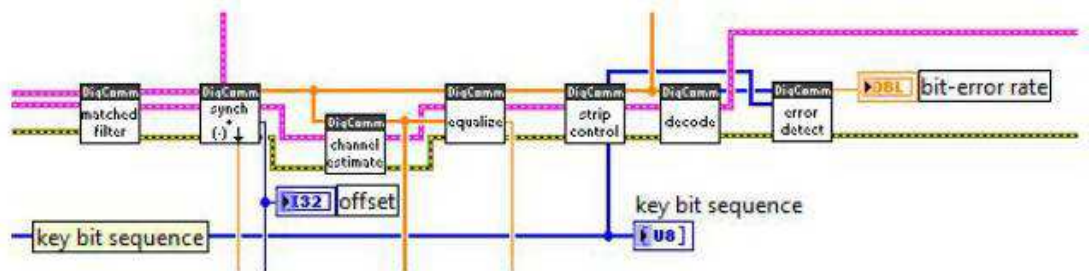 DigComm
matched
filter
DigComm
synch
(·)* ↓
DigComm
channel
estimate
DigComm
equalize
DigComm
strip
control
DigComm
decode
DigComm
error
detect
DBL
bit-error rate
I32
offset
key bit sequence
key bit sequence
U8]